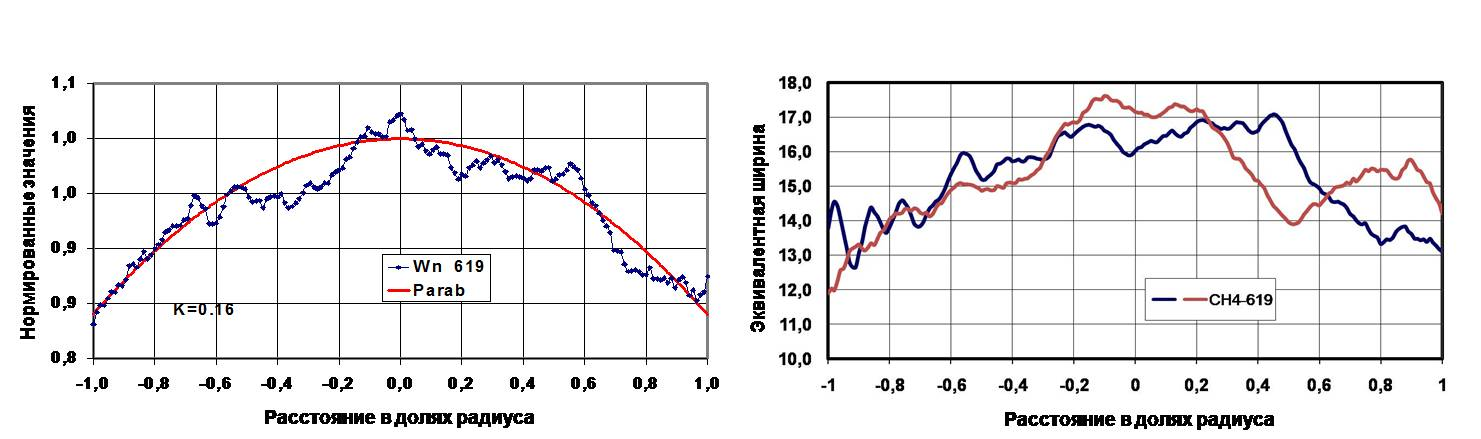 Нормированные значения
1,1
1,0
1,0
0,9
0,9
0,8
Wn 619
Parab
K=0.16
-1,0 -0,8 -0,6 -0,4 -0,2 0,0 0,2 0,4 0,6 0,8 1,0
Расстояние в долях радиуса
Эквивалентная ширина
18,0
17,0
16,0
15,0
14,0
13,0
12,0
11,0
10,0
CH4-619
-1 -0,8 -0,6 -0,4 -0,2 0 0,2 0,4 0,6 0,8 1
Расстояние в долях радиуса